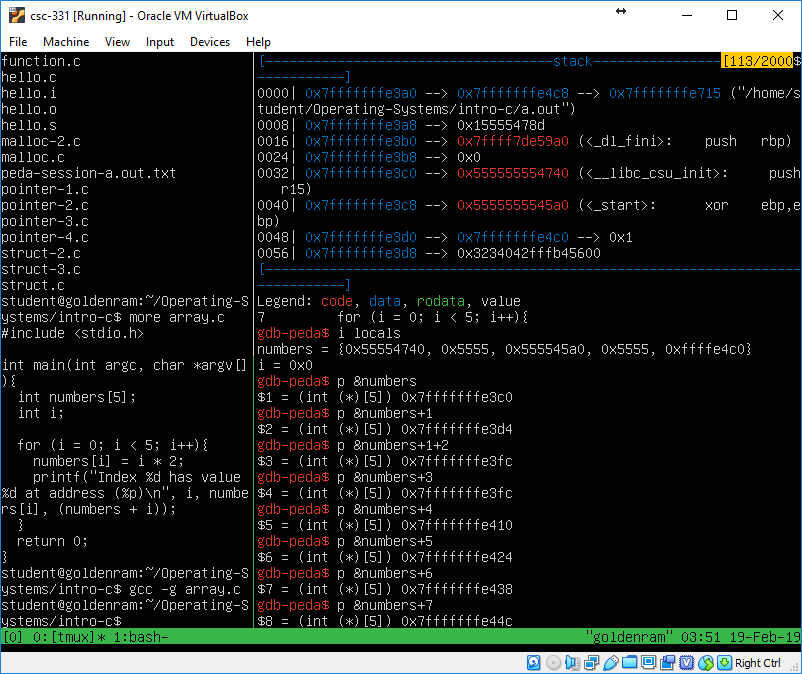 csc-331 [Running] - Oracle VM VirtualBox
File Machine View Input Devices Help
function.c
hello.c
hello.i
hello.o
hello.s
malloc-2.c
malloc.c
peda-session-a.out.txt
pointer-1.c
pointer-2.c
pointer-3.c
pointer-4.c
struct-2.c
struct-3.c
struct.c
student@goldenram:~/Operating-S
ystems/intro-c$ more array.c
#include <stdio.h>
int main(int argc, char *argv[]
){
  int numbers[5];
  int i;
  for (i = 0; i < 5; i++){
    numbers[i] = i * 2;
    printf("Index %d has value
%d at address (%p)\n", i, numbe
rs[i], (numbers + i));
  }
  return 0;
}
student@goldenram:~/Operating-S
ystems/intro-c$ gcc -g array.c
student@goldenram:~/Operating-S
ystems/intro-c$
[------------------------------------stack----------------[113/2000$
-----------]
0000| 0x7fffffffe3a0 --> 0x7fffffffe4c8 --> 0x7fffffffe715 ("/home/s
tudent/Operating-Systems/intro-c/a.out")
0008| 0x7fffffffe3a8 --> 0x15555478d
0016| 0x7fffffffe3b0 --> 0x7ffff7de59a0 (<_dl_fini>:    push   rbp)
0024| 0x7fffffffe3b8 --> 0x0
0032| 0x7fffffffe3c0 --> 0x555555554740 (<__libc_csu_init>:     push
   r15)
0040| 0x7fffffffe3c8 --> 0x5555555545a0 (<_start>:      xor    ebp,e
bp)
0048| 0x7fffffffe3d0 --> 0x7fffffffe4c0 --> 0x1
0056| 0x7fffffffe3d8 --> 0x3234042fffb45600
[-------------------------------------------------------------------
-----------]
Legend: code, data, rodata, value
7         for (i = 0; i < 5; i++){
gdb-peda$ i locals
numbers = {0x55554740, 0x5555, 0x555545a0, 0x5555, 0xffffe4c0}
i = 0x0
gdb-peda$ p &numbers
$1 = (int (*)[5]) 0x7fffffffe3c0
gdb-peda$ p &numbers+1
$2 = (int (*)[5]) 0x7fffffffe3d4
gdb-peda$ p &numbers+1+2
$3 = (int (*)[5]) 0x7fffffffe3fc
gdb-peda$ p &numbers+3
$4 = (int (*)[5]) 0x7fffffffe3fc
gdb-peda$ p &numbers+4
$5 = (int (*)[5]) 0x7fffffffe410
gdb-peda$ p &numbers+5
$6 = (int (*)[5]) 0x7fffffffe424
gdb-peda$ p &numbers+6
$7 = (int (*)[5]) 0x7fffffffe438
gdb-peda$ p &numbers+7
$8 = (int (*)[5]) 0x7fffffffe44c
[0] 0:[tmux]* 1:bash- "goldenram" 03:51 19-Feb-19
Right Ctrl